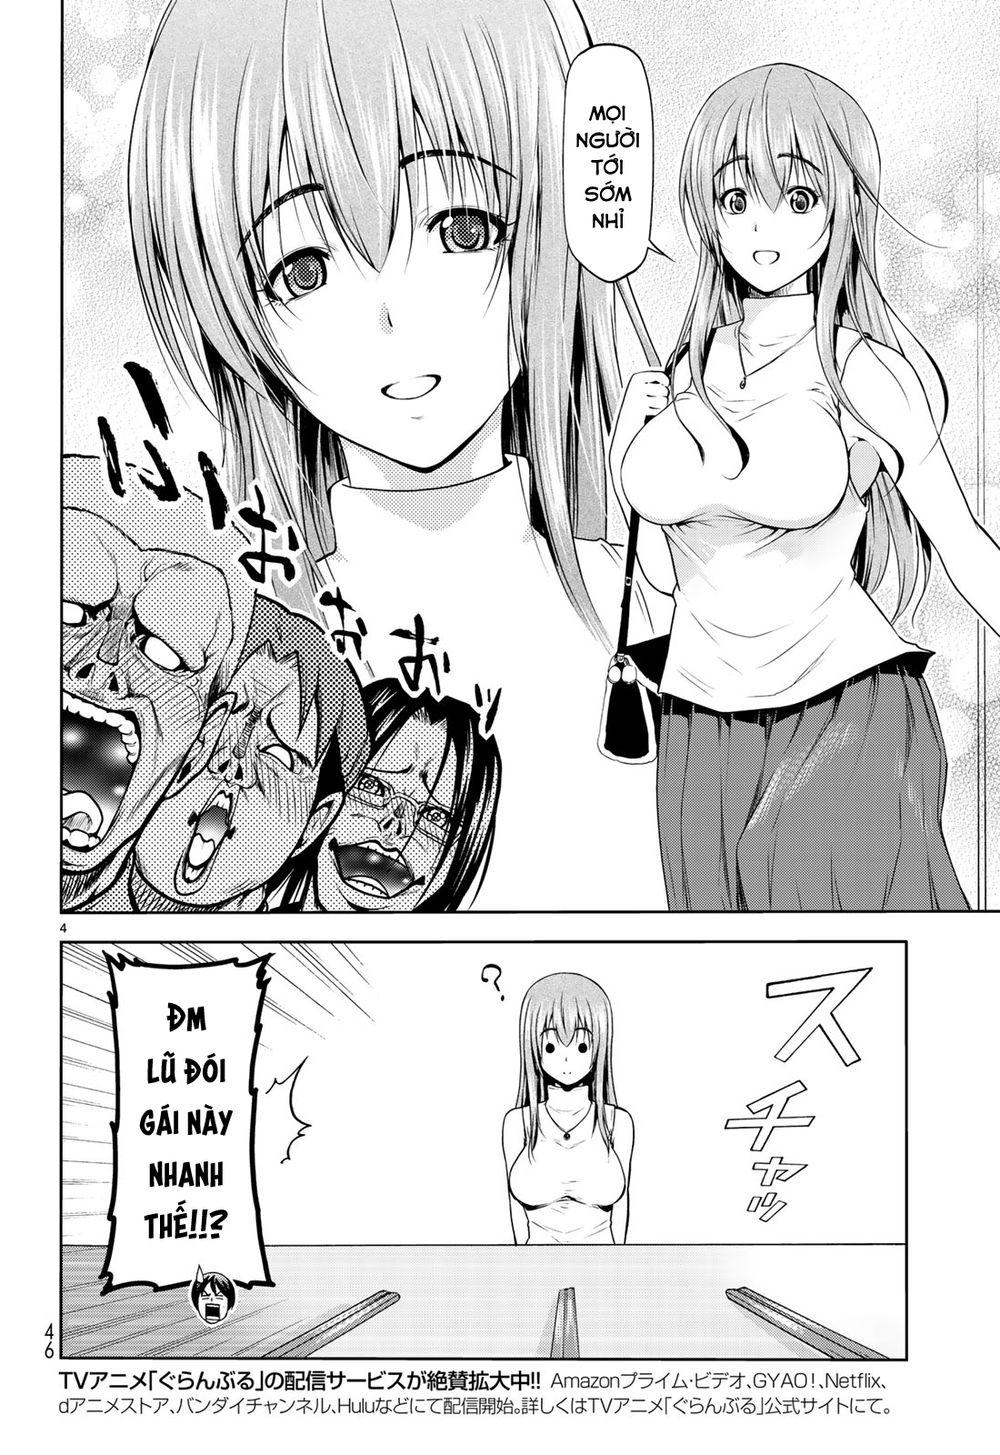 MỌI
NGƯỜI
TỚI
SỚM
NHỈ
にへ
おお
おおっ
4
?
スチャッ
ĐM
LŨ ĐÓI
GÁI NÀY
NHANH
THẾ!!?
46
TVアニメ「ぐらんぶる」の配信サービスが絶賛拡大中!! Amazonプライム・ビデオ、GYAO!、Netflix、
dアニメストア、バンダイチャンネル、Huluなどにて配信開始。詳しくはTVアニメ「ぐらんぶる」公式サイトにて。